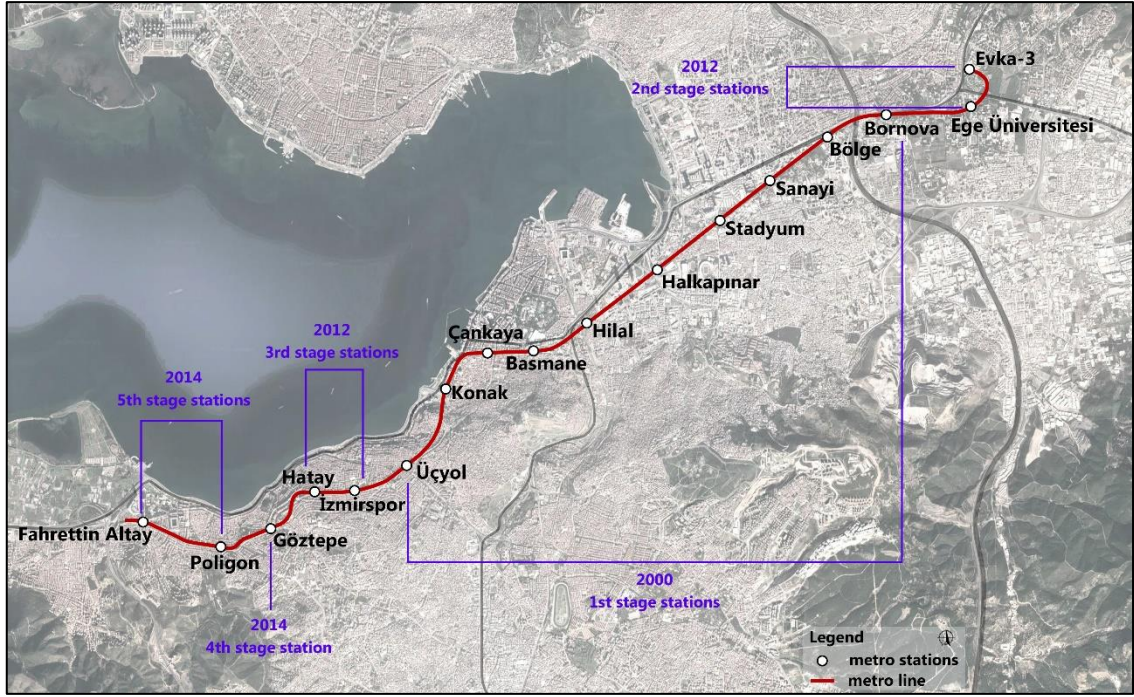 2012
2nd stage stations
Evka-3
Ege Üniversitesi
Bornova
Bölge
Sanayi
Stadyum
Halkapınar
Hilal
Çankaya
Basmane
Konak
2012
3rd stage stations
2014
5th stage stations
Üçyol
Hatay
İzmirspor
Fahrettin Altay
Göztepe
Poligon
2000
1st stage stations
2014
4th stage station
Legend
metro stations
metro line